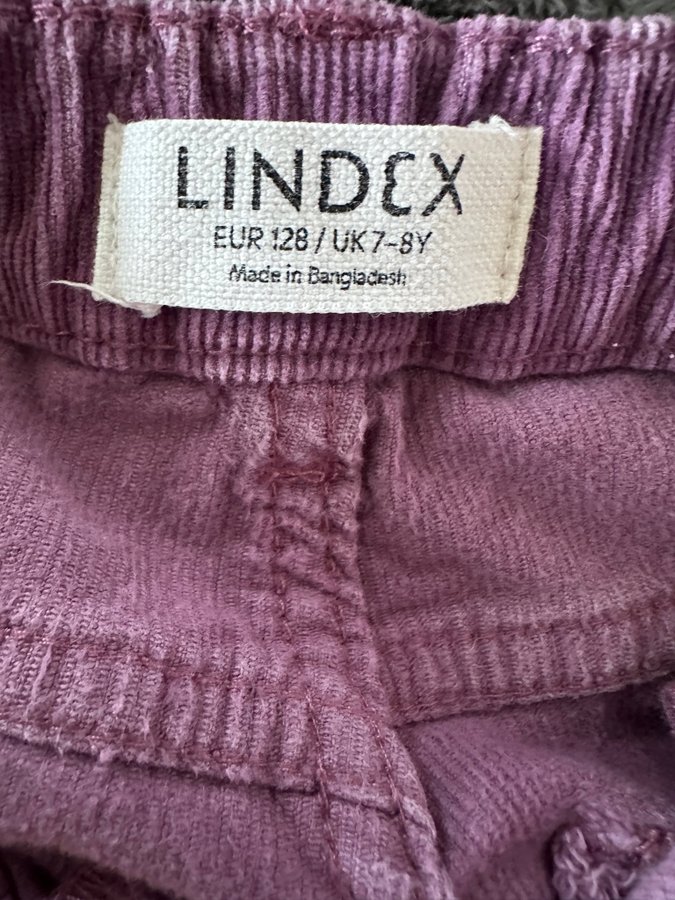 LINDEX
EUR 128 / UK 7-8Y
Made in Bangladesh